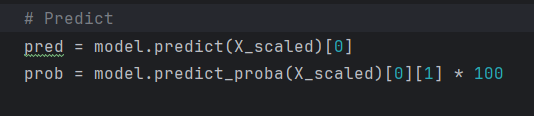 # Predict
pred = model.predict(X_scaled)[0]
prob = model.predict_proba(X_scaled)[0][1] * 100